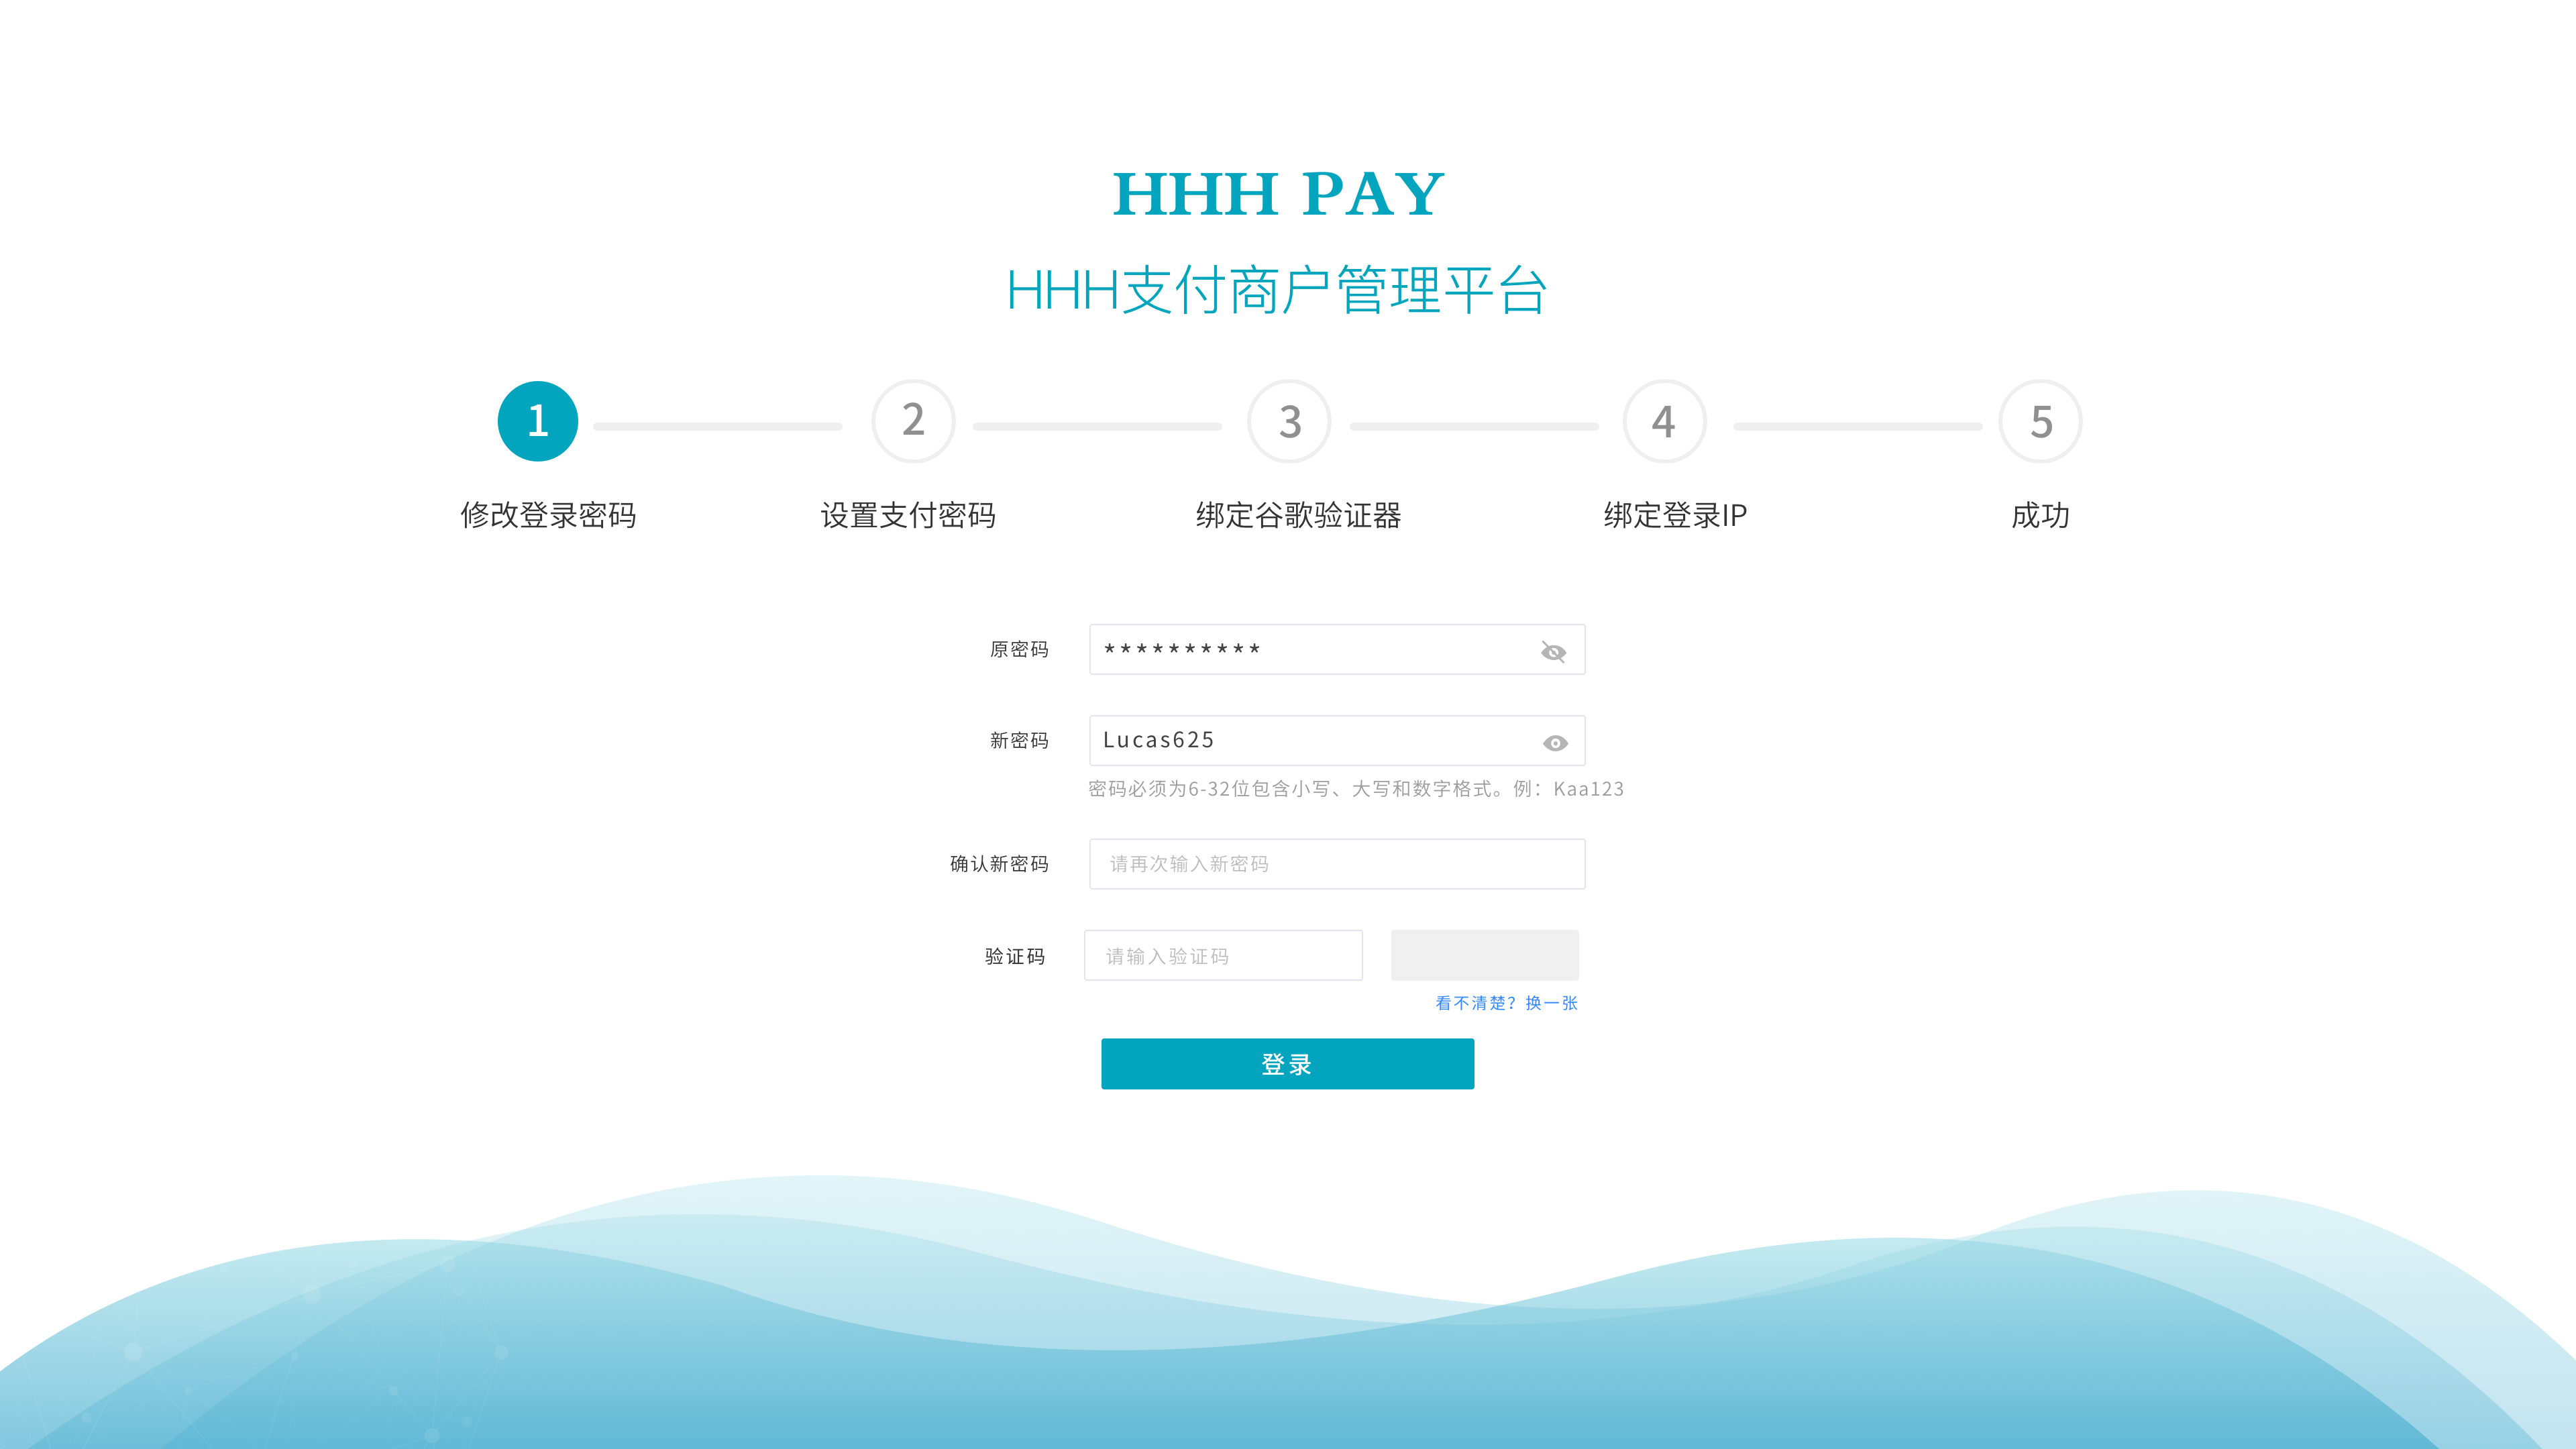 HHH PAY
HHH支付商户管理平台
1 2 3 4 5
修改登录密码 设置支付密码 绑定谷歌验证器 绑定登录IP 成功
原密码 **********
新密码 Lucas625
密码必须为6-32位包含小写、大写和数字格式。例：Kaa123
确认新密码 请再次输入新密码
验证码 请输入验证码
看不清楚？换一张
登录